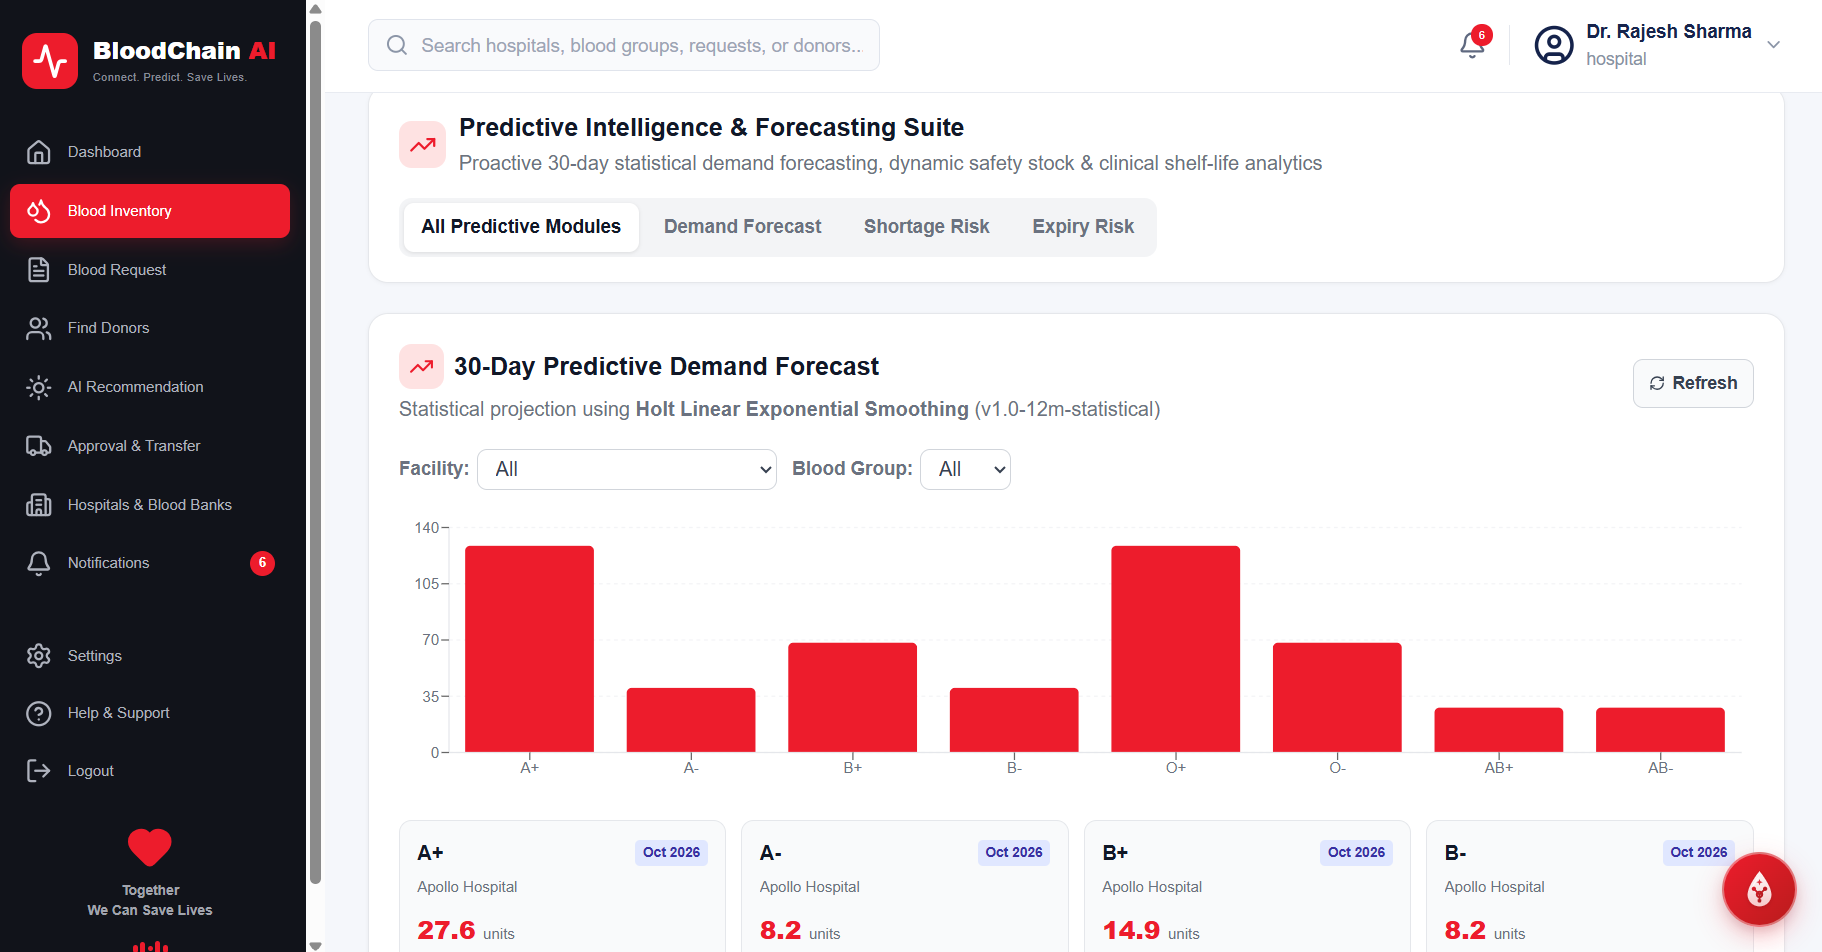 BloodChain AI
Connect. Predict. Save Lives.
Dashboard
Blood Inventory
Blood Request
Find Donors
AI Recommendation
Approval & Transfer
Hospitals & Blood Banks
Notifications
6
Settings
Help & Support
Logout
Together
We Can Save Lives
Search hospitals, blood groups, requests, or donors..
6
Dr. Rajesh Sharma
hospital
Predictive Intelligence & Forecasting Suite
Proactive 30-day statistical demand forecasting, dynamic safety stock & clinical shelf-life analytics
All Predictive Modules
Demand Forecast
Shortage Risk
Expiry Risk
30-Day Predictive Demand Forecast
Statistical projection using Holt Linear Exponential Smoothing (v1.0-12m-statistical)
Refresh
Facility: All
Blood Group: All
140
105
70
35
0
A+
A-
B+
B-
O+
O-
AB+
AB-
A+
Oct 2026
Apollo Hospital
27.6 units
A-
Oct 2026
Apollo Hospital
8.2 units
B+
Oct 2026
Apollo Hospital
14.9 units
B-
Oct 2026
Apollo Hospital
8.2 units